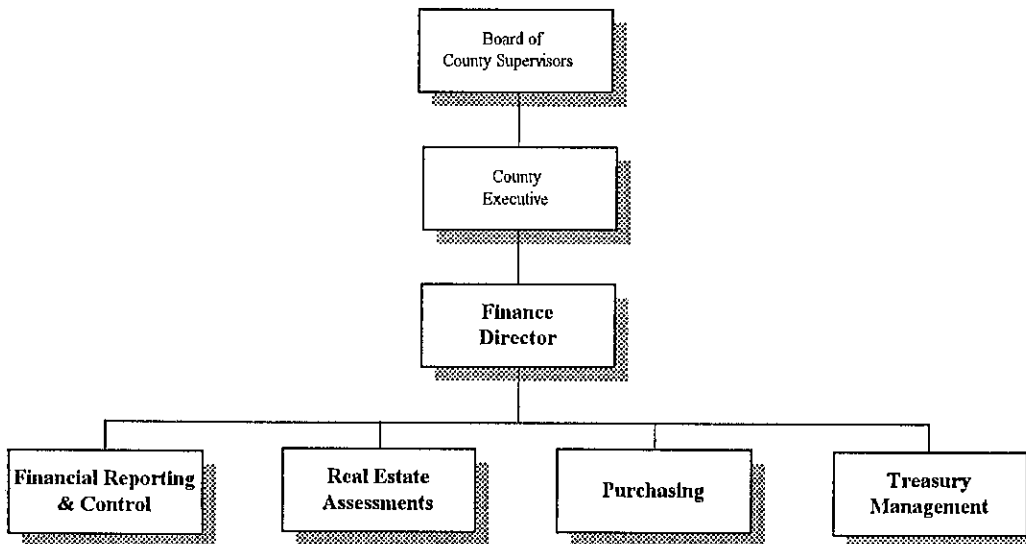 Board of
County Supervisors
County
Executive
Finance
Director
Financial Reporting
& Control
Real Estate
Assessments
Purchasing
Treasury
Management